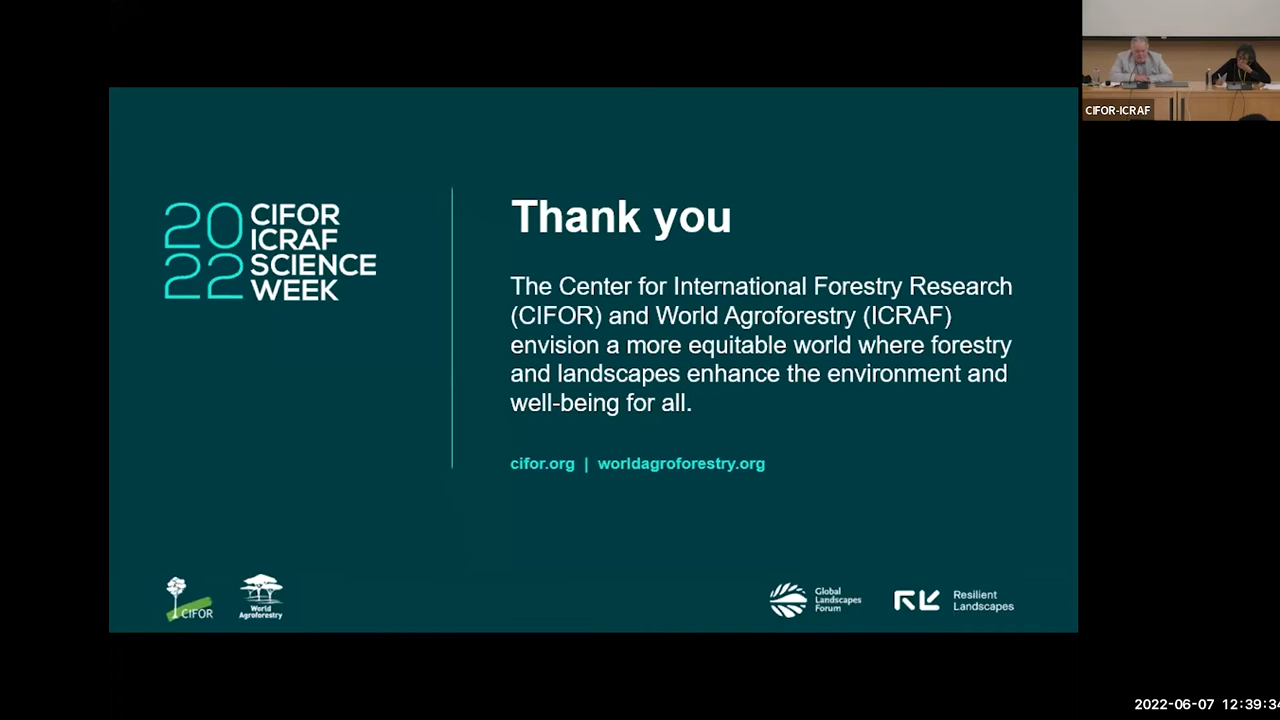 CIFOR-ICRAF
2022
CIFOR
ICRAF
SCIENCE
WEEK
Thank you
The Center for International Forestry Research
(CIFOR) and World Agroforestry (ICRAF)
envision a more equitable world where forestry
and landscapes enhance the environment and
well-being for all.
cifor.org | worldagroforestry.org
CIFOR
World
Agroforestry
Global
Landscapes
Forum
Resilient
Landscapes
2022-06-07 12:39:34